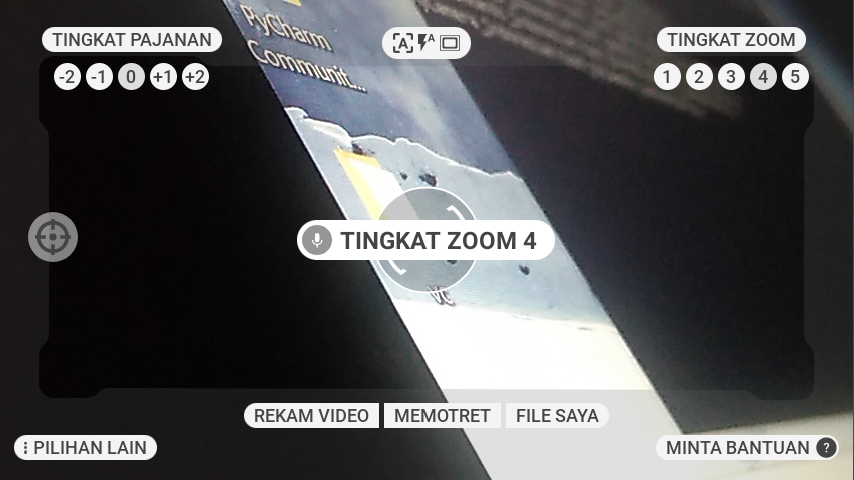 TINGKAT PAJANAN
-2 -1 0 +1 +2
A
A
TINGKAT ZOOM
1 2 3 4 5
PyCharm
Communit...
TINGKAT ZOOM 4
REKAM VIDEO
MEMOTRET
FILE SAYA
PILIHAN LAIN
MINTA BANTUAN ?